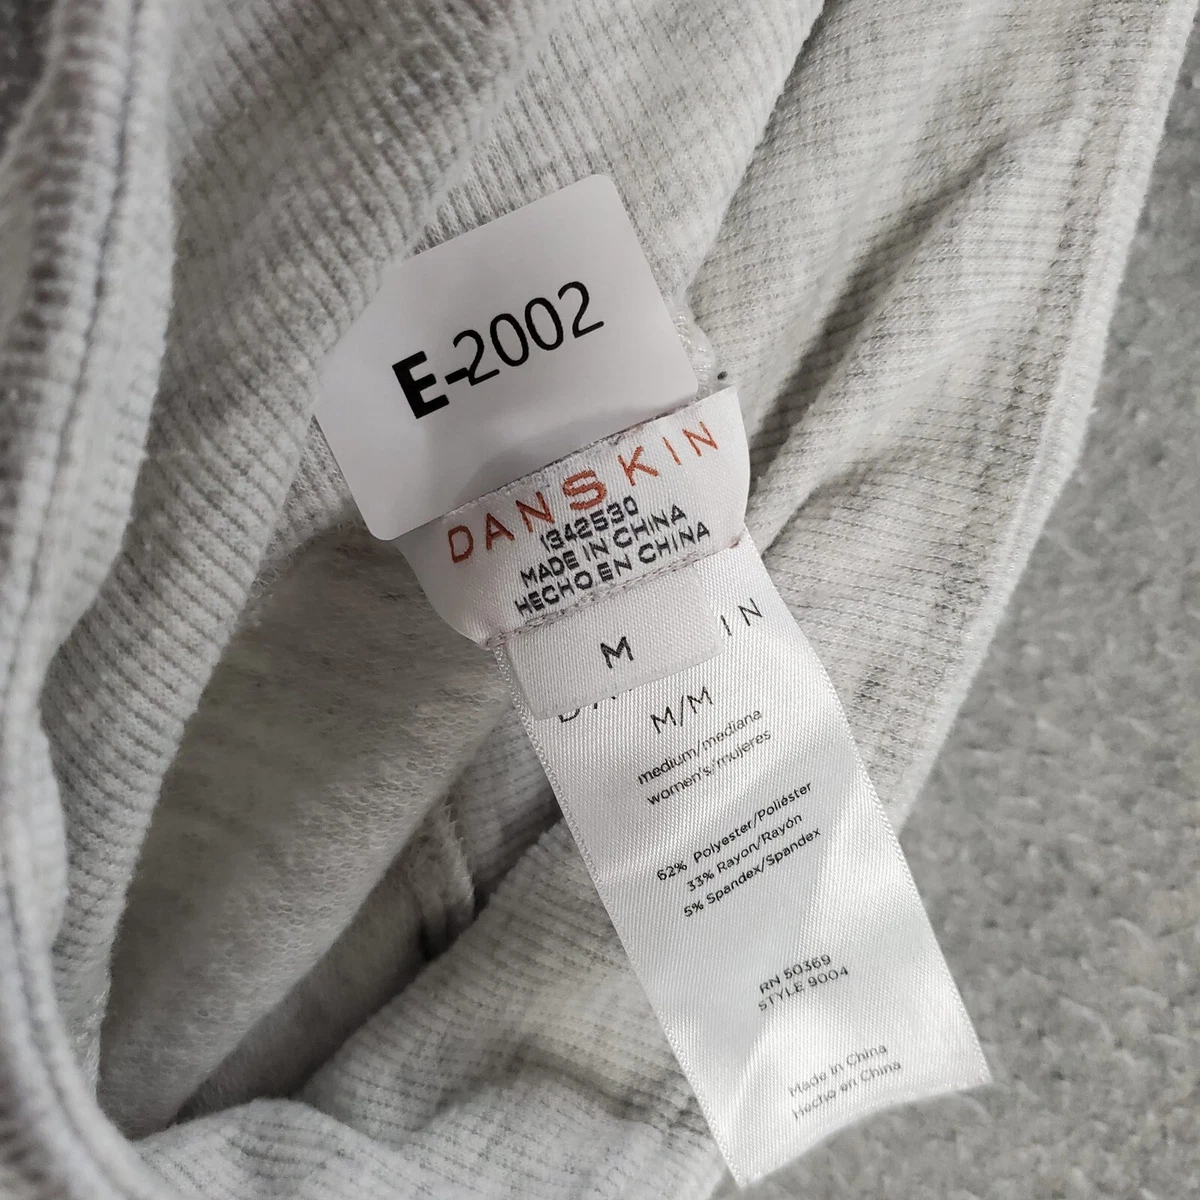 E-2002
DANSKIN
1342530
MADE IN CHINA
HECHO EN CHINA
M
IN
M/M
medium/mediana
women's/mujeres
62% Polyester/Poliéster
33% Rayon/Rayón
5% Spandex/Spandex
RN 50369
STYLE 9004
Made in China
Hecho en China